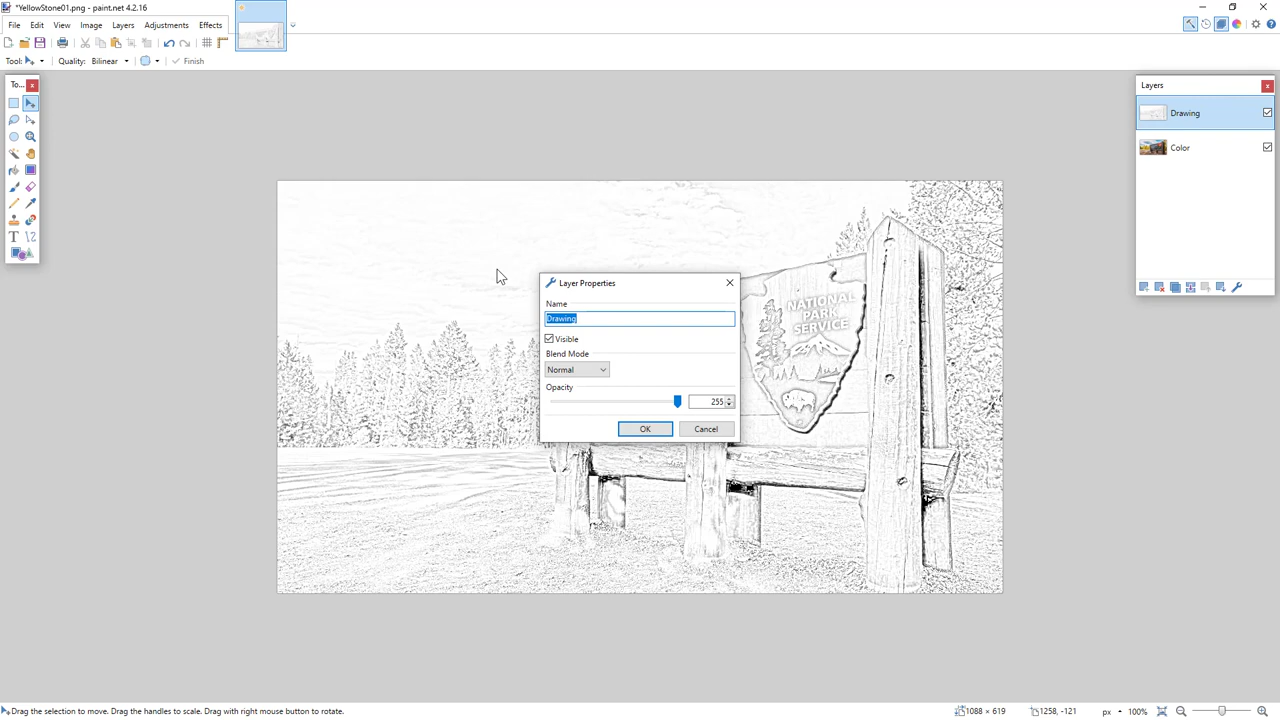 *YellowStone01.png - paint.net 4.2.16
File Edit View Image Layers Adjustments Effects
Tool: Quality: Bilinear Finish
To...
Layers
Drawing
Color
Layer Properties
Name
Drawing
Visible
Blend Mode
Normal
Opacity
255
OK Cancel
NATIONAL
PARK
SERVICE
Drag the selection to move. Drag the handles to scale. Drag with right mouse button to rotate. 1088 × 619 1258, -121 px 100%